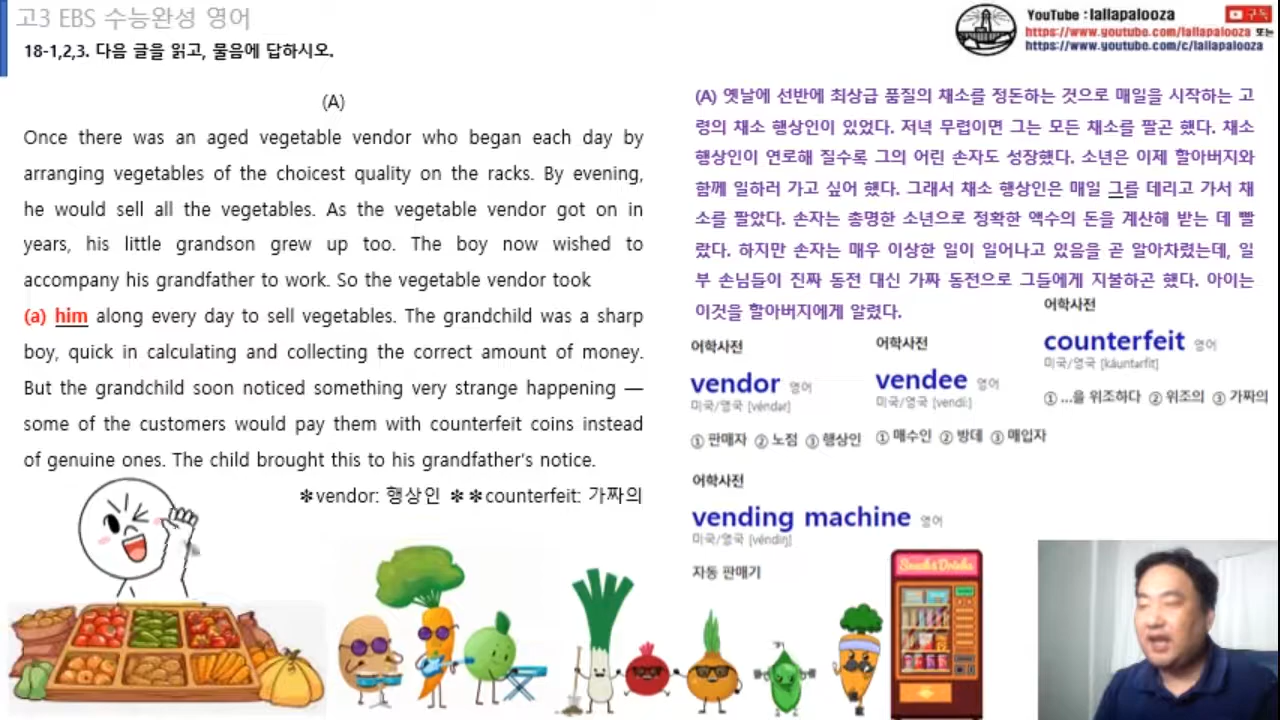 고3 EBS 수능완성 영어
18-1,2,3. 다음 글을 읽고, 물음에 답하시오.
YouTube : lallapalooza
구독
https://www.youtube.com/lallapalooza 또는
https://www.youtube.com/c/lallapalooza
(A)
Once there was an aged vegetable vendor who began each day by
arranging vegetables of the choicest quality on the racks. By evening,
he would sell all the vegetables. As the vegetable vendor got on in
years, his little grandson grew up too. The boy now wished to
accompany his grandfather to work. So the vegetable vendor took
(a) him along every day to sell vegetables. The grandchild was a sharp
boy, quick in calculating and collecting the correct amount of money.
But the grandchild soon noticed something very strange happening —
some of the customers would pay them with counterfeit coins instead
of genuine ones. The child brought this to his grandfather's notice.
✻vendor: 행상인 ✻✻counterfeit: 가짜의
(A) 옛날에 선반에 최상급 품질의 채소를 정돈하는 것으로 매일을 시작하는 고
령의 채소 행상인이 있었다. 저녁 무렵이면 그는 모든 채소를 팔곤 했다. 채소
행상인이 연로해 질수록 그의 어린 손자도 성장했다. 소년은 이제 할아버지와
함께 일하러 가고 싶어 했다. 그래서 채소 행상인은 매일 그를 데리고 가서 채
소를 팔았다. 손자는 총명한 소년으로 정확한 액수의 돈을 계산해 받는 데 빨
랐다. 하지만 손자는 매우 이상한 일이 일어나고 있음을 곧 알아차렸는데, 일
부 손님들이 진짜 동전 대신 가짜 동전으로 그들에게 지불하곤 했다. 아이는
이것을 할아버지에게 알렸다.
어학사전
vendor 영어
미국/영국 [véndər]
① 판매자 ② 노점 ③ 행상인
어학사전
vendee 영어
미국/영국 [vendíː]
① 매수인 ② 방데 ③ 매입자
어학사전
counterfeit 영어
미국/영국 [káuntərfìt]
① ...을 위조하다 ② 위조의 ③ 가짜의
어학사전
vending machine 영어
미국/영국 [véndiŋ]
자동 판매기
Snack & Drinks